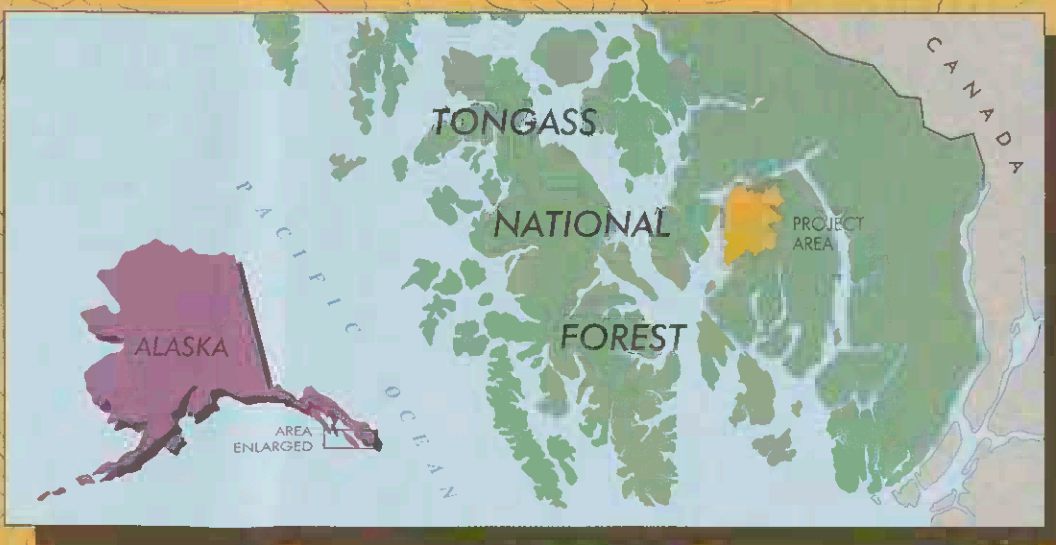 CANADA
TONGASS
PACIFIC OCEAN
NATIONAL
PROJECT
AREA
FOREST
ALASKA
AREA
ENLARGED